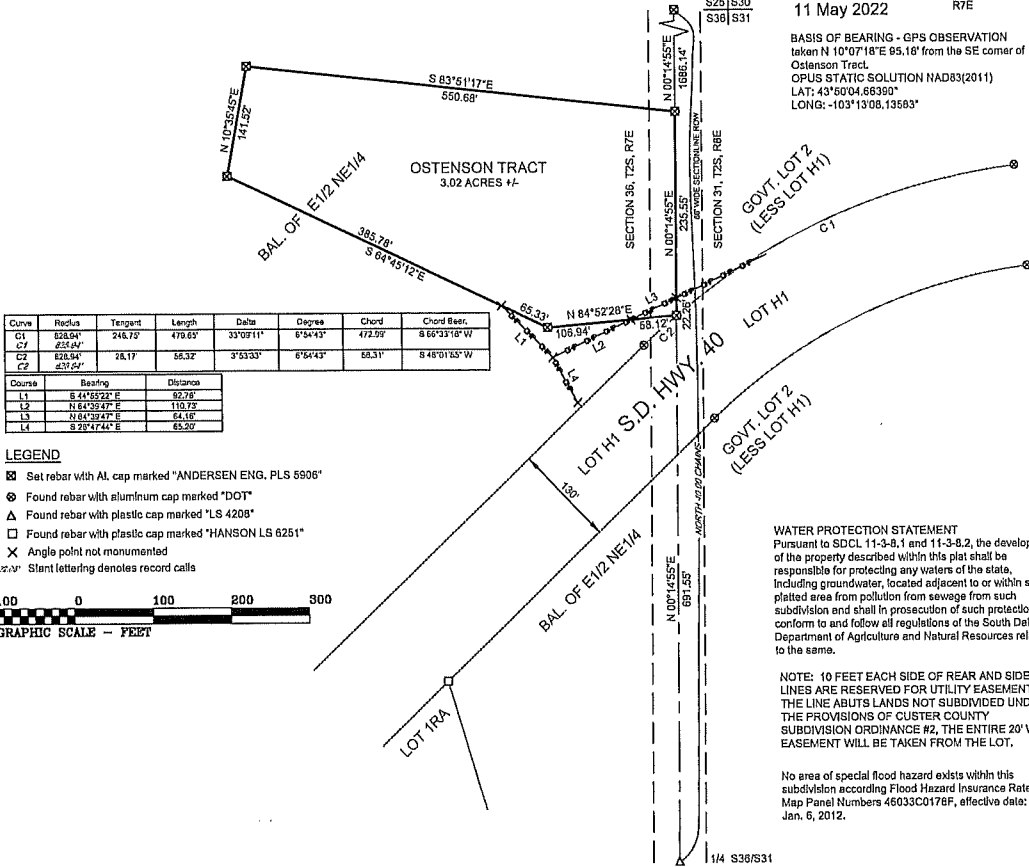 S25 S30
S36 S31
11 May 2022
R7E
BASIS OF BEARING - GPS OBSERVATION
taken N 10°07'18"E 95.16' from the SE corner of
Ostenson Tract.
OPUS STATIC SOLUTION NAD83(2011)
LAT: 43°50'04.66390"
LONG: -103°13'08.13583"
S 83°51'17"E
550.68'
N 10°35'45"E
141.52'
OSTENSON TRACT
3.02 ACRES +/-
BAL. OF E1/2 NE1/4
385.78'
S 64°45'12"E
N 00°14'55"E
1686.14'
66' WIDE SECTIONLINE ROW
SECTION 36, T2S, R7E
SECTION 31, T2S, R8E
N 00°14'55"E
235.55'
GOVT. LOT 2
(LESS LOT H1)
C1
65.33'
N 84°52'28"E
106.94'
58.12'
22.26'
L1
L2
L3
L4
C2
LOT H1
LOT H1 S.D. HWY. 40
GOVT. LOT 2
(LESS LOT H1)
130'
NORTH-40.00 CHAINS
N 00°14'55"E
691.55'
BAL. OF E1/2 NE1/4
LOT 1RA
1/4 S36/S31
Curve Radius Tangent Length Delta Degree Chord Chord Bear.
C1 828.94' 246.75' 479.65' 33°09'11" 6°54'43" 472.99' S 66°33'18" W
C1
C2 828.94' 28.17' 56.32' 3°53'33" 6°54'43" 56.31' S 48°01'55" W
C2
Course Bearing Distance
L1 S 44°55'22" E 92.76'
L2 N 64°39'47" E 110.73'
L3 N 64°39'47" E 64.16'
L4 S 28°47'44" E 65.20'
LEGEND
Set rebar with Al. cap marked "ANDERSEN ENG. PLS 5906"
Found rebar with aluminum cap marked "DOT"
Found rebar with plastic cap marked "LS 4208"
Found rebar with plastic cap marked "HANSON LS 6251"
Angle point not monumented
Slant lettering denotes record calls
00 0 100 200 300
GRAPHIC SCALE - FEET
WATER PROTECTION STATEMENT
Pursuant to SDCL 11-3-8.1 and 11-3-8.2, the develop
of the property described within this plat shall be
responsible for protecting any waters of the state,
including groundwater, located adjacent to or within s
platted area from pollution from sewage from such
subdivision and shall in prosecution of such protectio
conform to and follow all regulations of the South Dal
Department of Agriculture and Natural Resources rel
to the same.
NOTE: 10 FEET EACH SIDE OF REAR AND SIDE
LINES ARE RESERVED FOR UTILITY EASEMENT
THE LINE ABUTS LANDS NOT SUBDIVIDED UND
THE PROVISIONS OF CUSTER COUNTY
SUBDIVISION ORDINANCE #2, THE ENTIRE 20' V
EASEMENT WILL BE TAKEN FROM THE LOT.
No area of special flood hazard exists within this
subdivision according Flood Hazard Insurance Rate
Map Panel Numbers 46033C0178F, effective date:
Jan. 6, 2012.